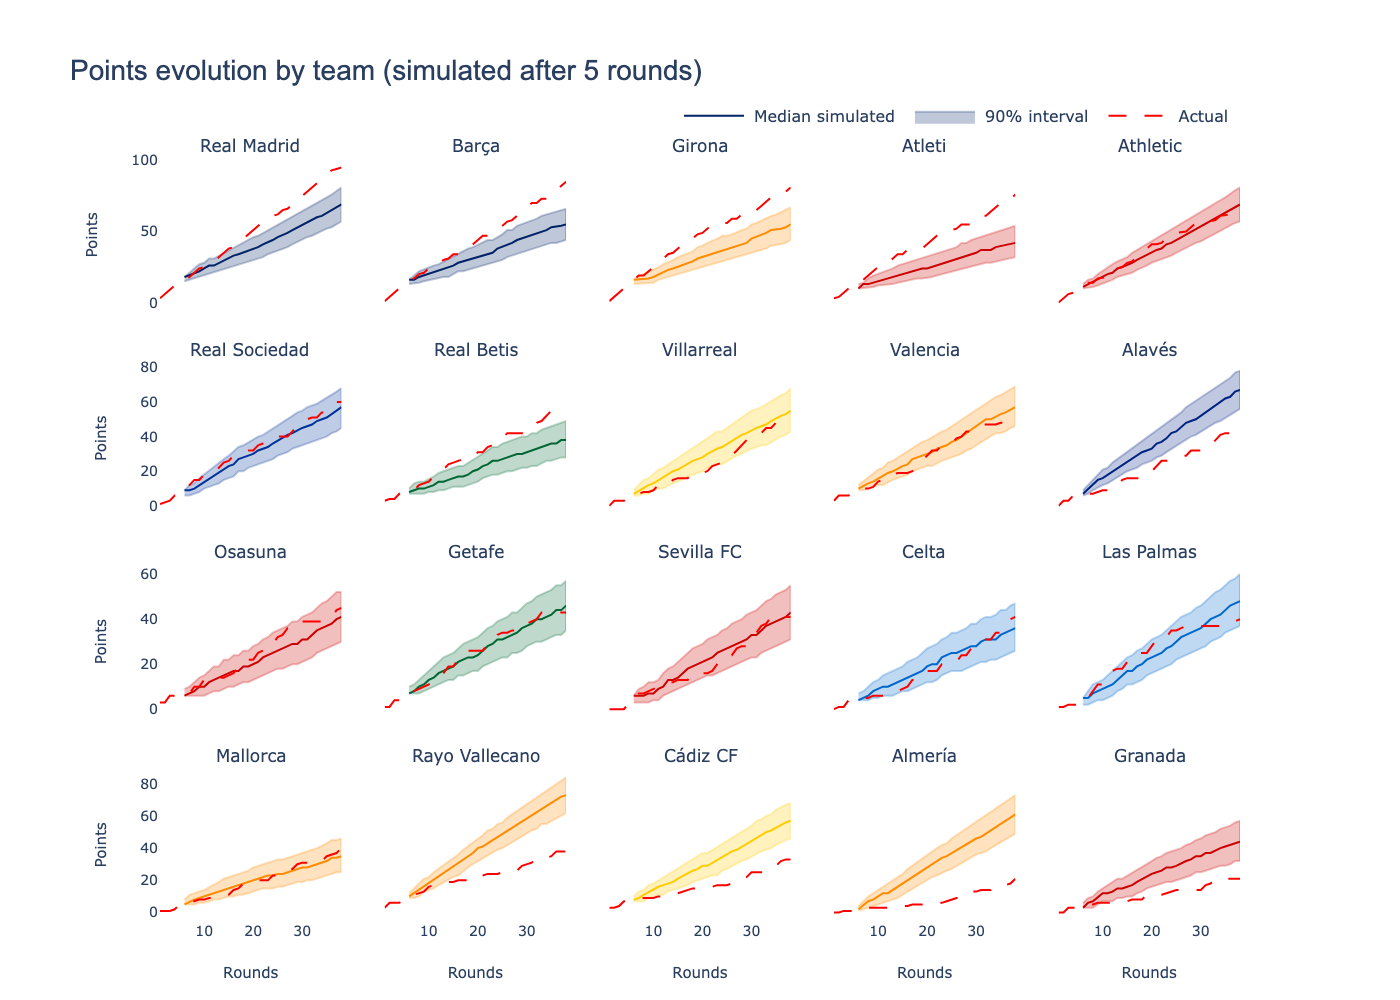 Points evolution by team (simulated after 5 rounds)
Median simulated 90% interval Actual
Real Madrid Barça Girona Atleti Athletic
100
50
0
Points
Real Sociedad Real Betis Villarreal Valencia Alavés
80
60
40
20
0
Points
Osasuna Getafe Sevilla FC Celta Las Palmas
60
40
20
0
Points
Mallorca Rayo Vallecano Cádiz CF Almería Granada
80
60
40
20
0
Points
10 20 30 10 20 30 10 20 30 10 20 30 10 20 30
Rounds Rounds Rounds Rounds Rounds